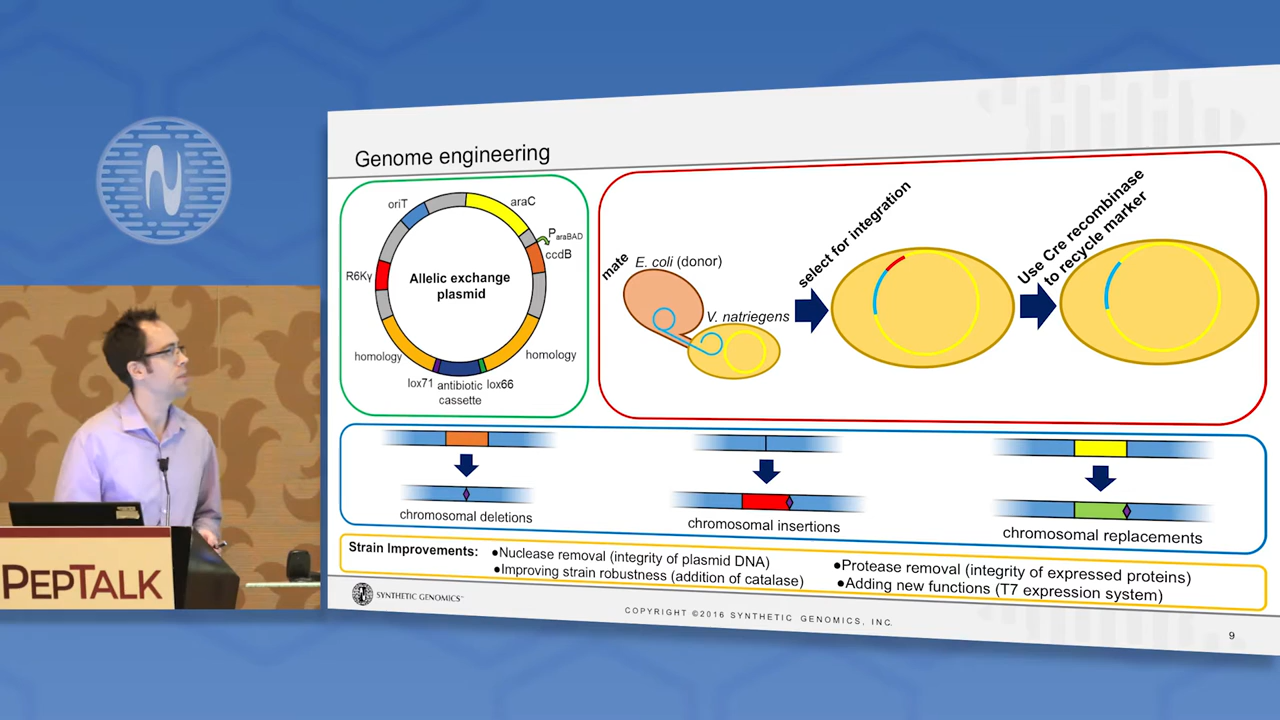 Genome engineering
oriT
araC
ParaBAD
ccdB
R6Kγ
Allelic exchange
plasmid
homology
homology
lox71
antibiotic
cassette
lox66
mate
E. coli (donor)
V. natriegens
select for integration
Use Cre recombinase
to recycle marker
chromosomal deletions
chromosomal insertions
chromosomal replacements
Strain Improvements:
●Nuclease removal (integrity of plasmid DNA)
●Improving strain robustness (addition of catalase)
●Protease removal (integrity of expressed proteins)
●Adding new functions (T7 expression system)
SYNTHETIC GENOMICS™
COPYRIGHT ©2016 SYNTHETIC GENOMICS, INC.
9
N
PEPTALK